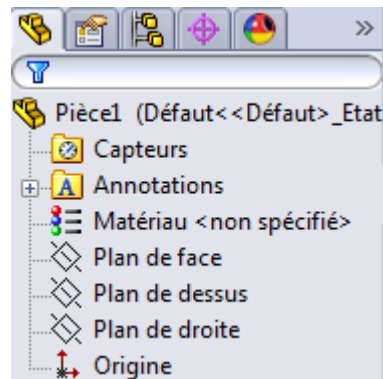 Pièce1 (Défaut<<Défaut>_Etat
Capteurs
Annotations
Matériau <non spécifié>
Plan de face
Plan de dessus
Plan de droite
Origine